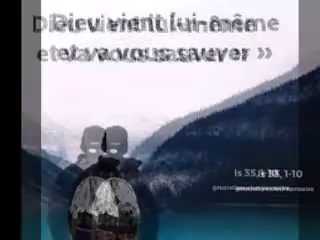 Dieu vient lui-même
et va vous sauver »
Is 35, 1-10